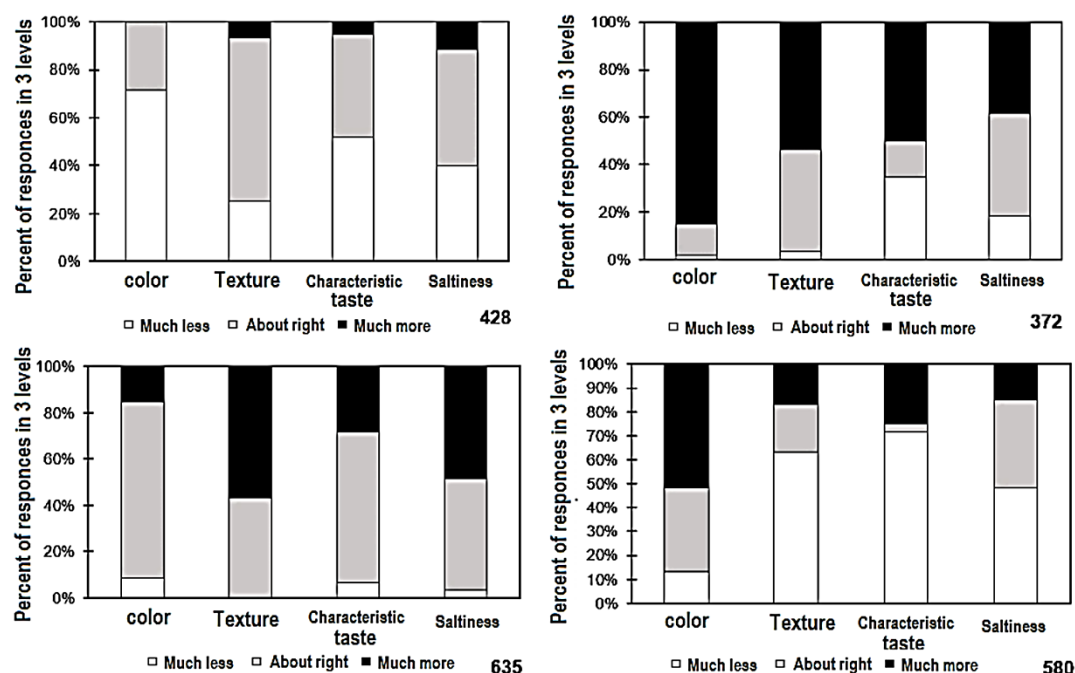 Percent of responces in 3 levels
100%
80%
60%
40%
20%
0%
color
Texture
Characteristic
taste
Saltiness
Much less
About right
Much more
428
Percent of responces in 3 levels
100%
80%
60%
40%
20%
0%
color
Texture
Characteristic
taste
Saltiness
Much less
About right
Much more
372
Percent of responces in 3 levels
100%
80%
60%
40%
20%
0%
color
Texture
Characteristic
taste
Saltiness
Much less
About right
Much more
635
Percent of responces in 3 levels
100%
90%
80%
70%
60%
50%
40%
30%
20%
10%
0%
color
Texture
Characteristic
taste
Saltiness
Much less
About right
Much more
580